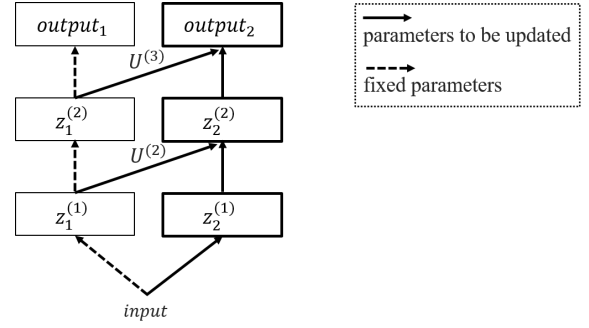 output₁ output₂
U⁽³⁾
z₁⁽²⁾ z₂⁽²⁾
U⁽²⁾
z₁⁽¹⁾ z₂⁽¹⁾
input
parameters to be updated
fixed parameters